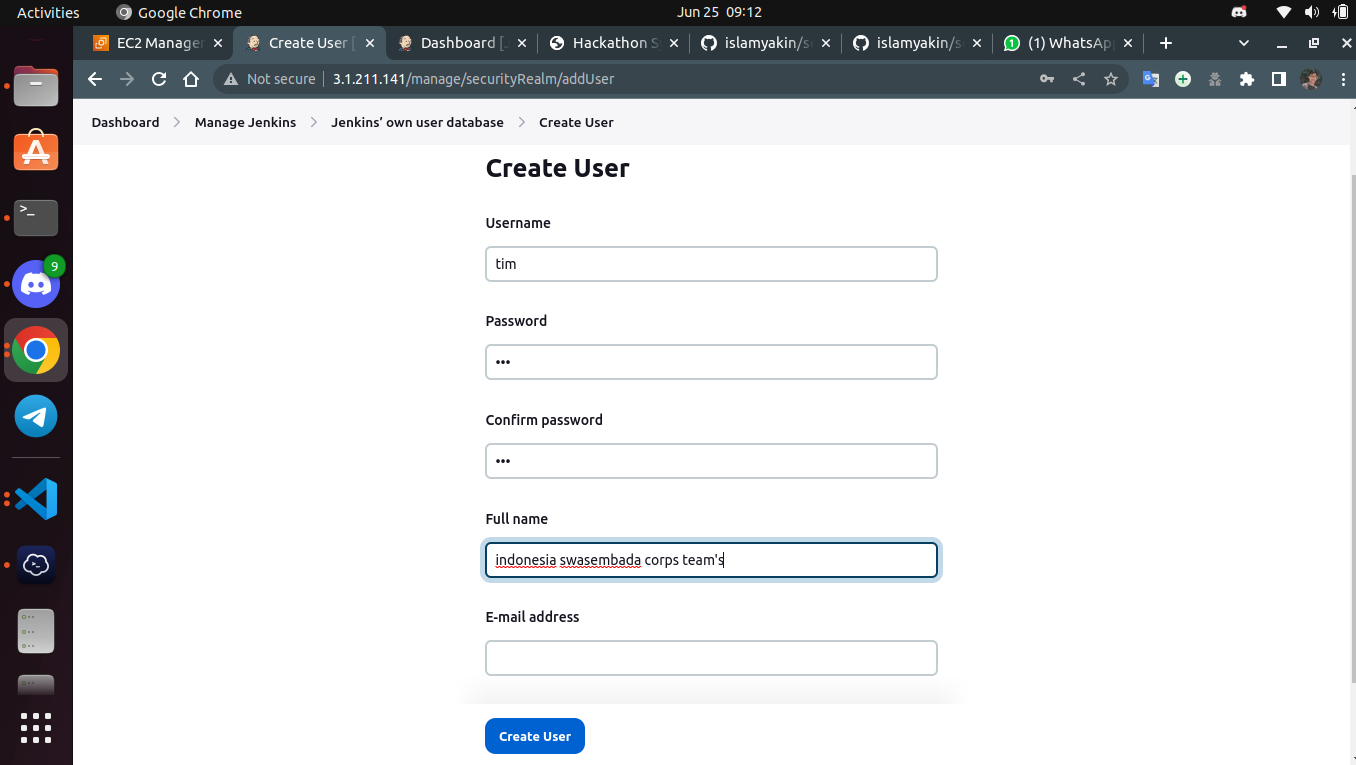 Activities Google Chrome Jun 25 09:12
EC2 Manager Create User [ Dashboard [ Hackathon S islamyakin/s islamyakin/s (1) WhatsApp
Not secure 3.1.211.141/manage/securityRealm/addUser
Dashboard Manage Jenkins Jenkins’ own user database Create User
Create User
Username
tim
9
Password
•••
Confirm password
•••
Full name
indonesia swasembada corps team's
E-mail address
Create User